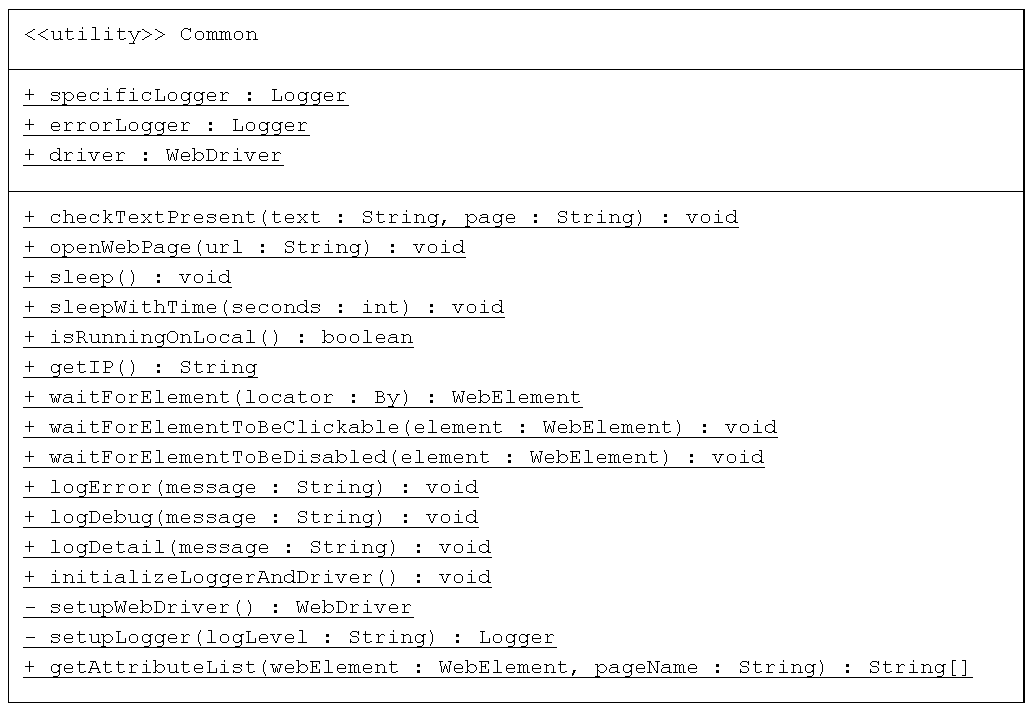 <<utility>> Common
+ specificLogger : Logger
+ errorLogger : Logger
+ driver : WebDriver
+ checkTextPresent(text : String, page : String) : void
+ openWebPage(url : String) : void
+ sleep() : void
+ sleepWithTime(seconds : int) : void
+ isRunningOnLocal() : boolean
+ getIP() : String
+ waitForElement(locator : By) : WebElement
+ waitForElementToBeClickable(element : WebElement) : void
+ waitForElementToBeDisabled(element : WebElement) : void
+ logError(message : String) : void
+ logDebug(message : String) : void
+ logDetail(message : String) : void
+ initializeLoggerAndDriver() : void
- setupWebDriver() : WebDriver
- setupLogger(logLevel : String) : Logger
+ getAttributeList(webElement : WebElement, pageName : String) : String[]